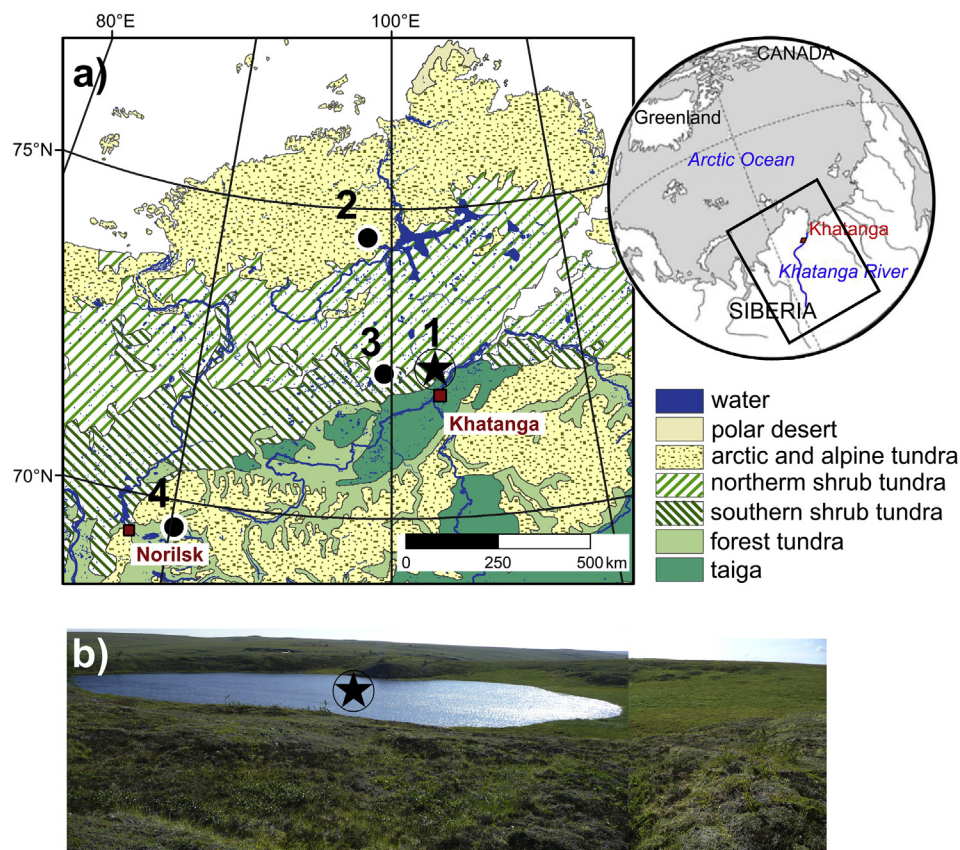 80°E
100°E
a)
75°N
70°N
2
3
1
4
Khatanga
Norilsk
0
250
500 km
CANADA
Greenland
Arctic Ocean
Khatanga
Khatanga River
SIBERIA
water
polar desert
arctic and alpine tundra
northerm shrub tundra
southern shrub tundra
forest tundra
taiga
b)